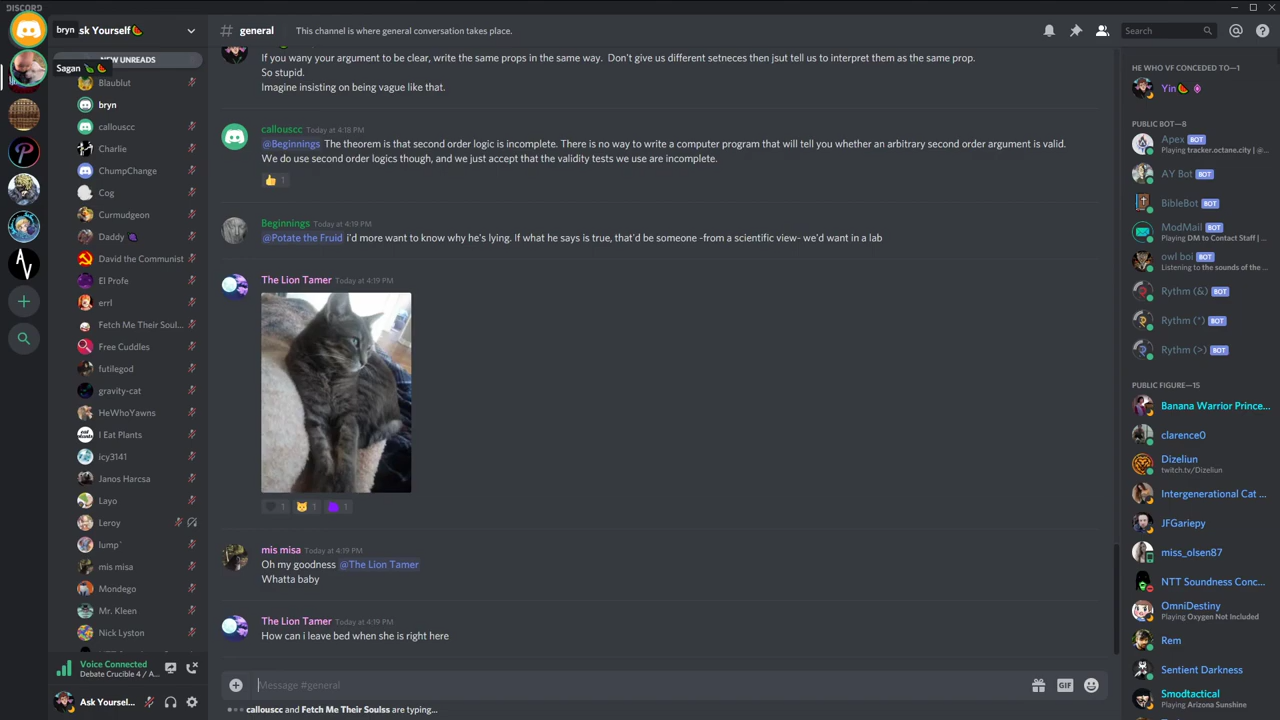 DISCORD
bryn
sk Yourself
Sagan
NEW UNREADS
Blaublut
bryn
callouscc
Charlie
ChumpChange
Cog
Curmudgeon
Daddy
David the Communist
El Profe
errl
Fetch Me Their Soul...
Free Cuddles
futilegod
gravity-cat
HeWhoYawns
I Eat Plants
icy3141
Janos Harcsa
Layo
Leroy
lump`
mis misa
Mondego
Mr. Kleen
Nick Lyston
Voice Connected
Debate Crucible 4 / A...
Ask Yoursel...
# general
This channel is where general conversation takes place.
Search
If you wany your argument to be clear, write the same props in the same way. Don't give us different setneces then jsut tell us to interpret them as the same prop.
So stupid.
Imagine insisting on being vague like that.
callouscc Today at 4:18 PM
@Beginnings The theorem is that second order logic is incomplete. There is no way to write a computer program that will tell you whether an arbitrary second order argument is valid.
We do use second order logics though, and we just accept that the validity tests we use are incomplete.
1
Beginnings Today at 4:19 PM
@Potate the Fruid i'd more want to know why he's lying. If what he says is true, that'd be someone -from a scientific view- we'd want in a lab
The Lion Tamer Today at 4:19 PM
1 1 1
mis misa Today at 4:19 PM
Oh my goodness @The Lion Tamer
Whatta baby
The Lion Tamer Today at 4:19 PM
How can i leave bed when she is right here
Message #general
GIF
callouscc and Fetch Me Their Soulss are typing...
HE WHO VF CONCEDED TO—1
Yin
PUBLIC BOT—8
Apex BOT
Playing tracker.octane.city | @...
AY Bot BOT
BibleBot BOT
ModMail BOT
Playing DM to Contact Staff | ...
owl boi BOT
Listening to the sounds of the ...
Rythm (&) BOT
Rythm (*) BOT
Rythm (>) BOT
PUBLIC FIGURE—15
Banana Warrior Prince...
clarence0
Dizeliun
twitch.tv/Dizeliun
Intergenerational Cat ...
JFGariepy
miss_olsen87
NTT Soundness Conc...
OmniDestiny
Playing Oxygen Not Included
Rem
Sentient Darkness
Smodtactical
Playing Arizona Sunshine